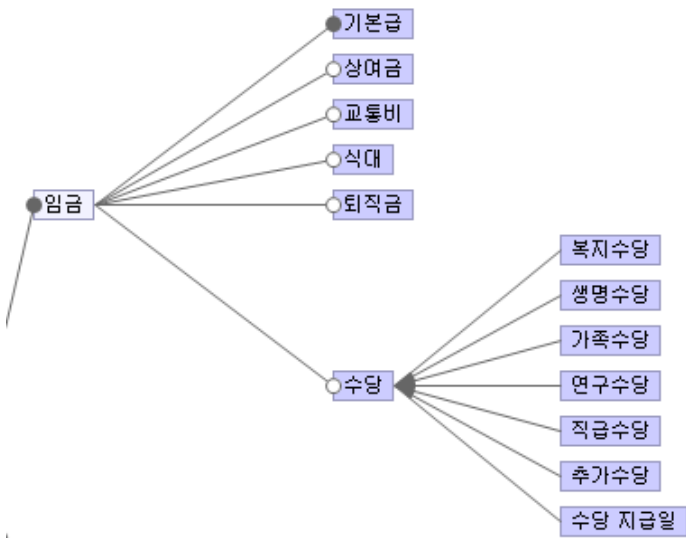 기본급
상여금
교통비
식대
임금
퇴직금
복지수당
생명수당
가족수당
수당
연구수당
직급수당
추가수당
수당 지급일